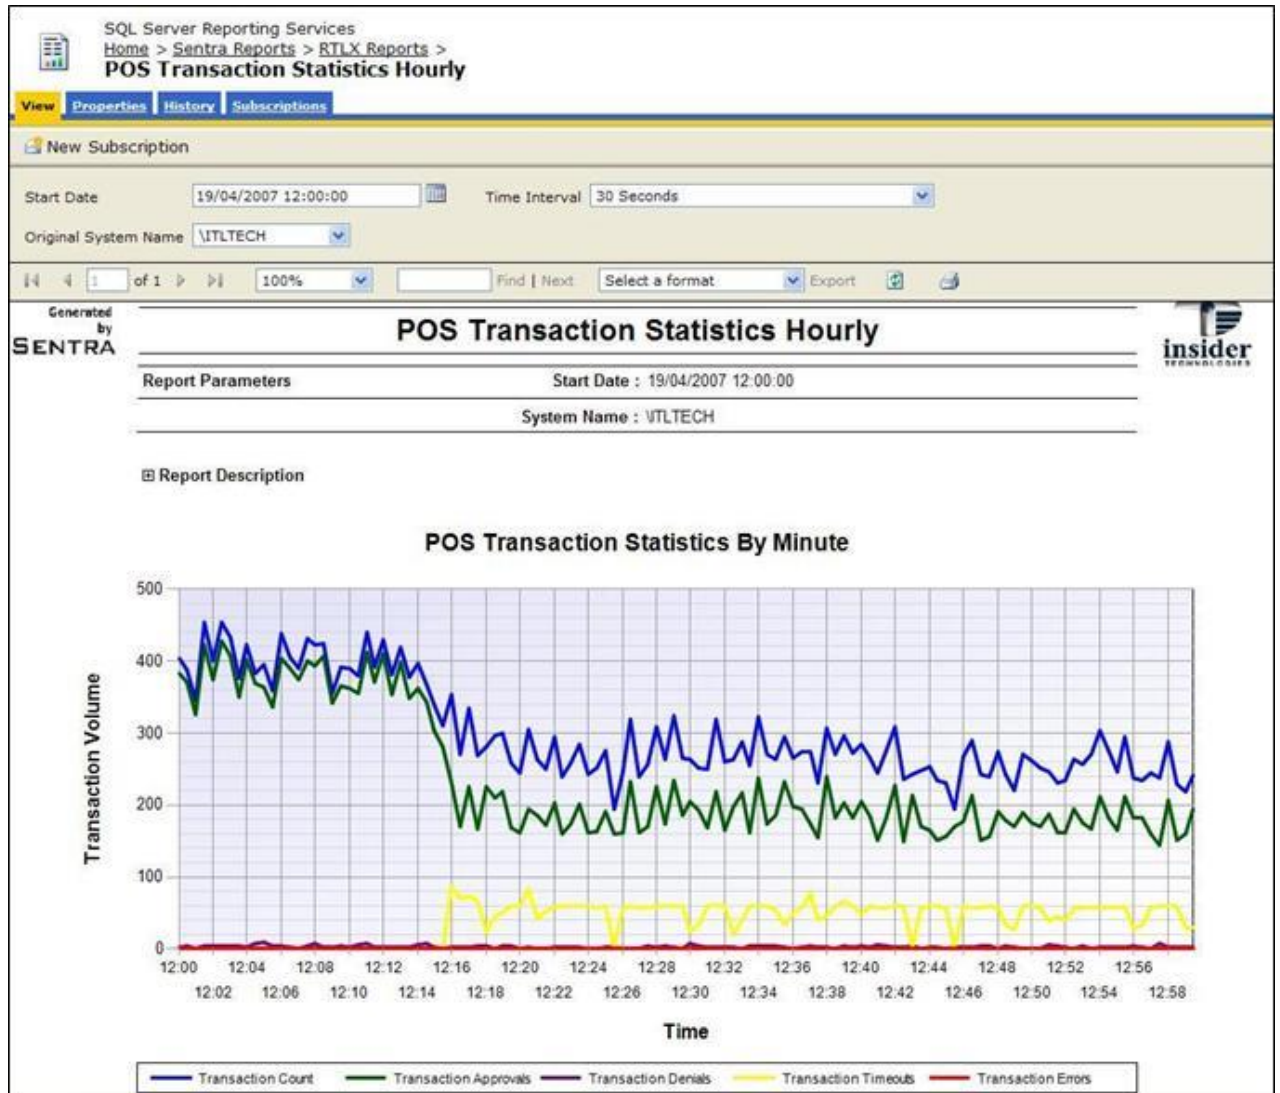 SQL Server Reporting Services
Home > Sentra Reports > RTLX Reports >
POS Transaction Statistics Hourly
View Properties History Subscriptions
New Subscription
Start Date 19/04/2007 12:00:00 Time Interval 30 Seconds
Original System Name \ITLTECH
1 of 1 100% Find | Next Select a format Export
Generated
by
SENTRA
POS Transaction Statistics Hourly
insider
TECHNOLOGIES
Report Parameters Start Date : 19/04/2007 12:00:00
System Name : \ITLTECH
Report Description
POS Transaction Statistics By Minute
500
400
300
200
100
0
Transaction Volume
12:00 12:04 12:08 12:12 12:16 12:20 12:24 12:28 12:32 12:36 12:40 12:44 12:48 12:52 12:56
12:02 12:06 12:10 12:14 12:18 12:22 12:26 12:30 12:34 12:38 12:42 12:46 12:50 12:54 12:58
Time
Transaction Count Transaction Approvals Transaction Denials Transaction Timeouts Transaction Errors